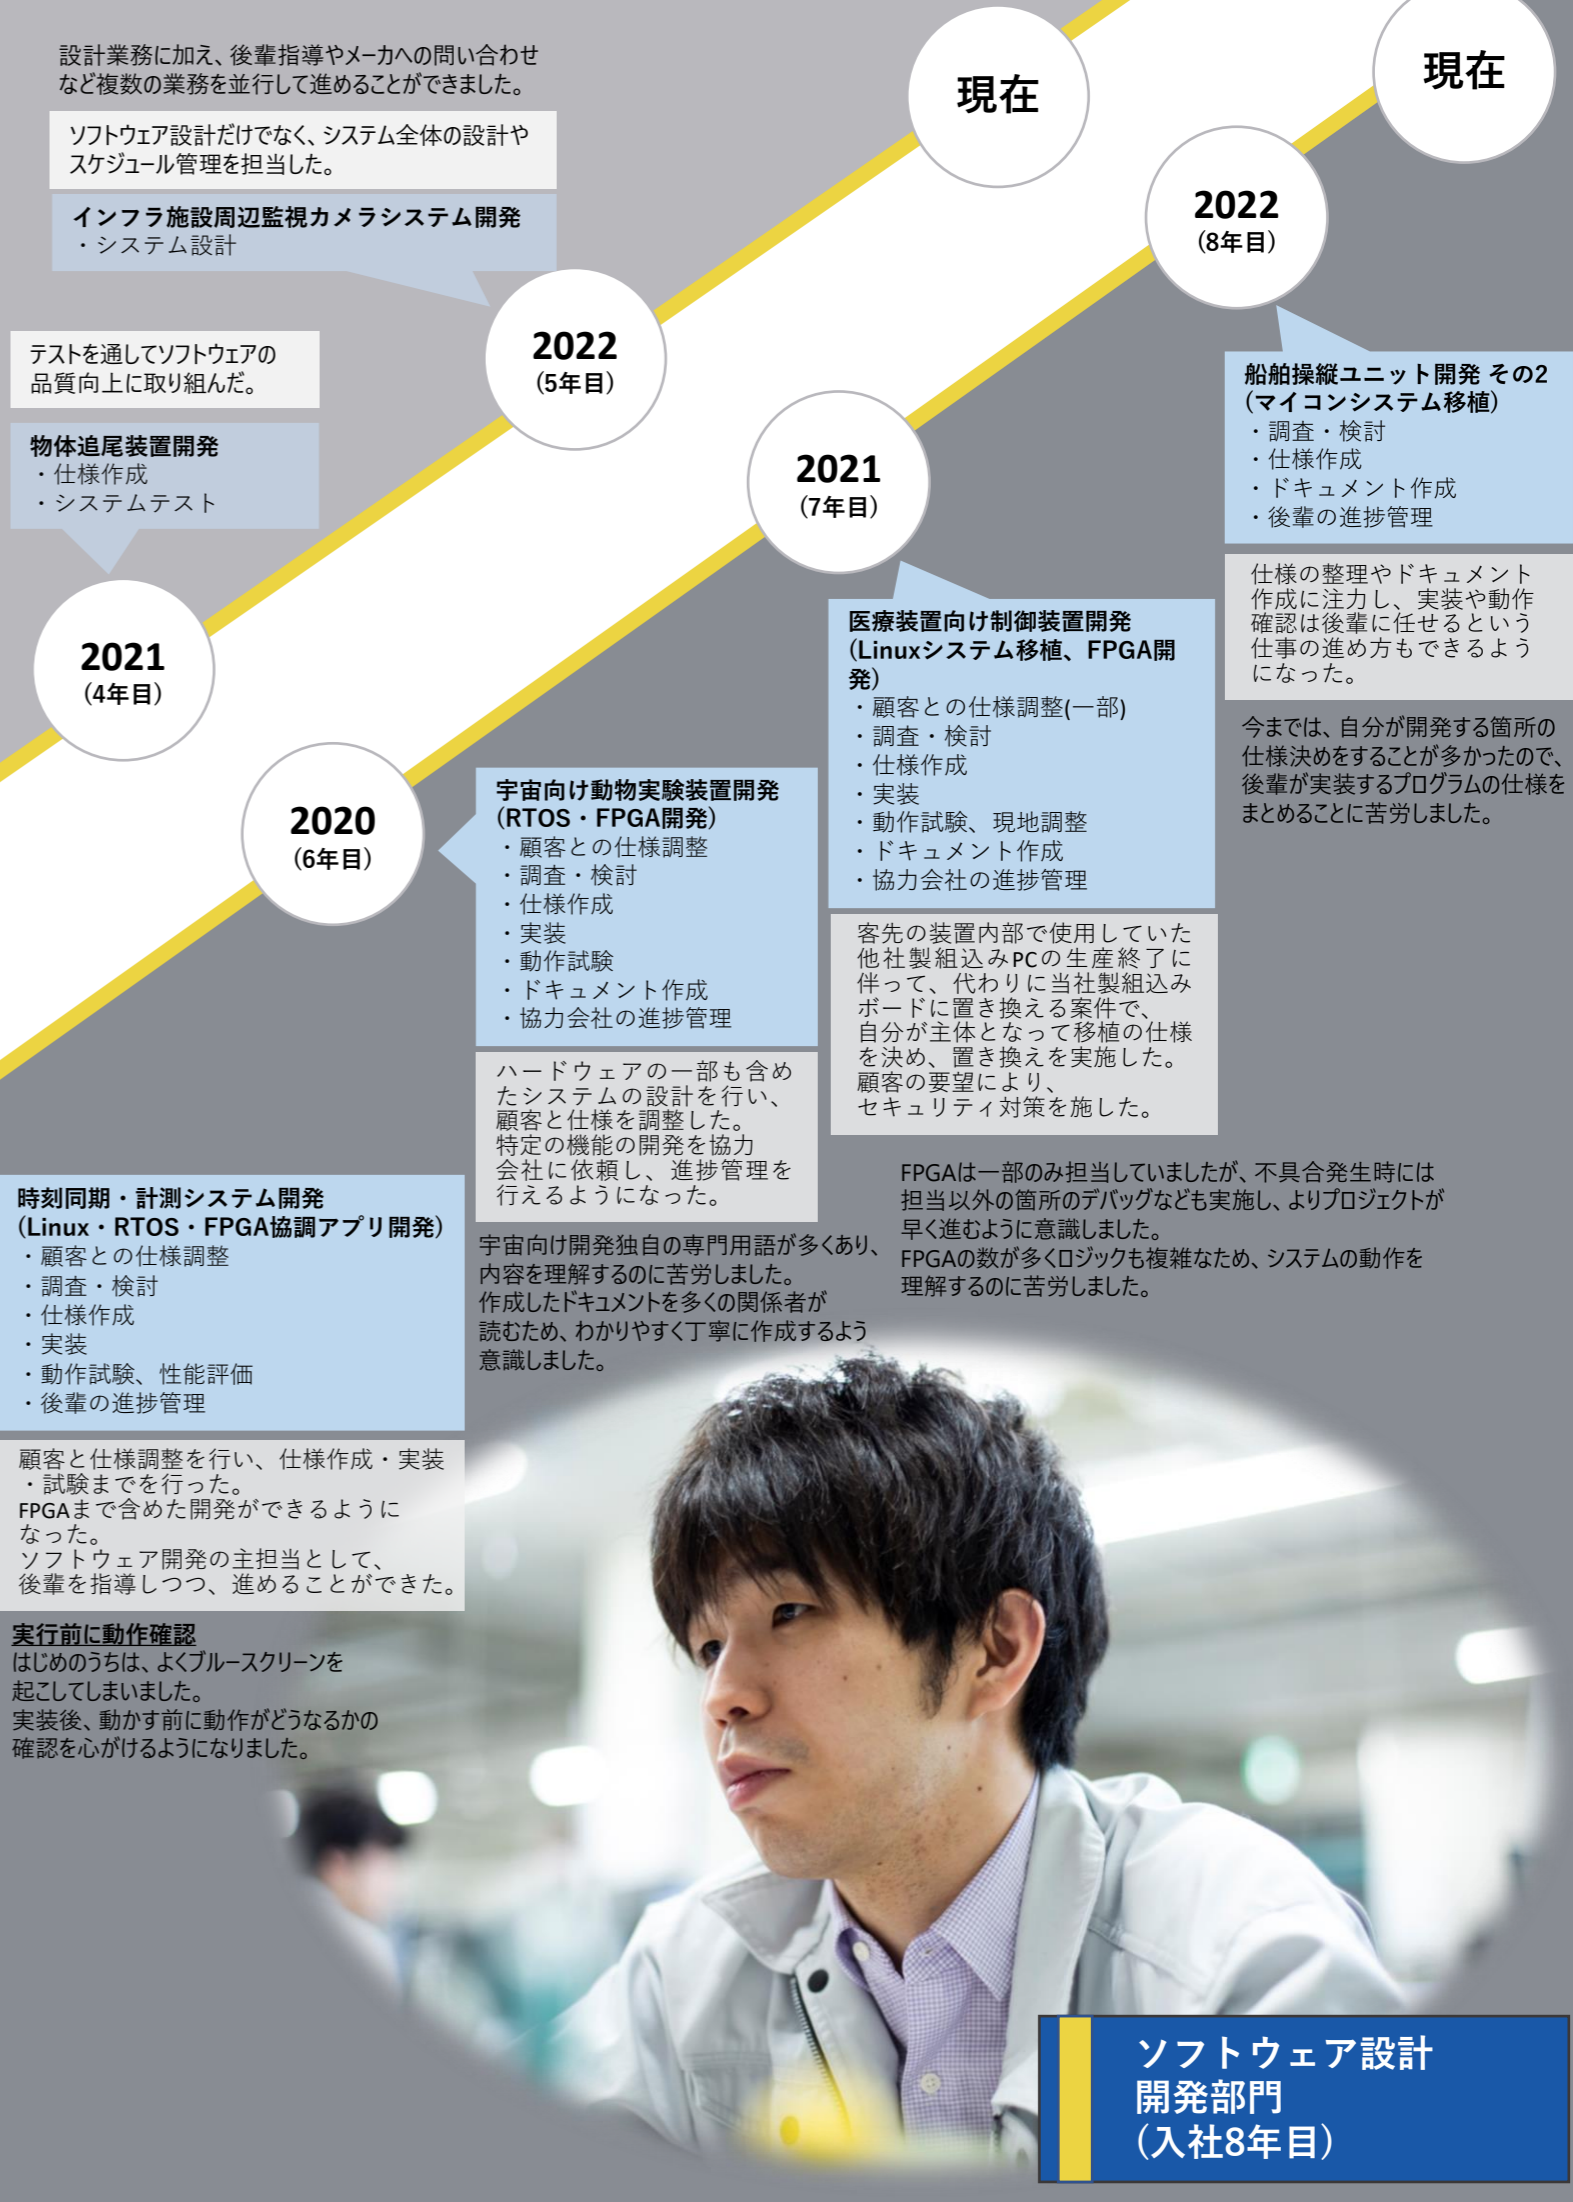 設計業務に加え、後輩指導やメーカへの問い合わせ
など複数の業務を並行して進めることができました。
ソフトウェア設計だけでなく、システム全体の設計や
スケジュール管理を担当した。
インフラ施設周辺監視カメラシステム開発
・システム設計
現在
2022
(5年目)
テストを通してソフトウェアの
品質向上に取り組んだ。
物体追尾装置開発
・仕様作成
・システムテスト
2021
(4年目)
現在
2022
(8年目)
船舶操縦ユニット開発 その2
(マイコンシステム移植)
・調査・検討
・仕様作成
・ドキュメント作成
・後輩の進捗管理
仕様の整理やドキュメント
作成に注力し、実装や動作
確認は後輩に任せるという
仕事の進め方もできるよう
になった。
今までは、自分が開発する箇所の
仕様決めをすることが多かったので、
後輩が実装するプログラムの仕様を
まとめることに苦労しました。
2021
(7年目)
医療装置向け制御装置開発
(Linuxシステム移植、FPGA開
発)
・顧客との仕様調整(一部)
・調査・検討
・仕様作成
・実装
・動作試験、現地調整
・ドキュメント作成
・協力会社の進捗管理
客先の装置内部で使用していた
他社製組込みPCの生産終了に
伴って、代わりに当社製組込み
ボードに置き換える案件で、
自分が主体となって移植の仕様
を決め、置き換えを実施した。
顧客の要望により、
セキュリティ対策を施した。
FPGAは一部のみ担当していましたが、不具合発生時には
担当以外の箇所のデバッグなども実施し、よりプロジェクトが
早く進むように意識しました。
FPGAの数が多くロジックも複雑なため、システムの動作を
理解するのに苦労しました。
2020
(6年目)
宇宙向け動物実験装置開発
(RTOS・FPGA開発)
・顧客との仕様調整
・調査・検討
・仕様作成
・実装
・動作試験
・ドキュメント作成
・協力会社の進捗管理
ハードウェアの一部も含め
たシステムの設計を行い、
顧客と仕様を調整した。
特定の機能の開発を協力
会社に依頼し、進捗管理を
行えるようになった。
宇宙向け開発独自の専門用語が多くあり、
内容を理解するのに苦労しました。
作成したドキュメントを多くの関係者が
読むため、わかりやすく丁寧に作成するよう
意識しました。
時刻同期・計測システム開発
(Linux・RTOS・FPGA協調アプリ開発)
・顧客との仕様調整
・調査・検討
・仕様作成
・実装
・動作試験、性能評価
・後輩の進捗管理
顧客と仕様調整を行い、仕様作成・実装
・試験までを行った。
FPGAまで含めた開発ができるように
なった。
ソフトウェア開発の主担当として、
後輩を指導しつつ、進めることができた。
実行前に動作確認
はじめのうちは、よくブルースクリーンを
起こしてしまいました。
実装後、動かす前に動作がどうなるかの
確認を心がけるようになりました。
ソフトウェア設計
開発部門
(入社8年目)